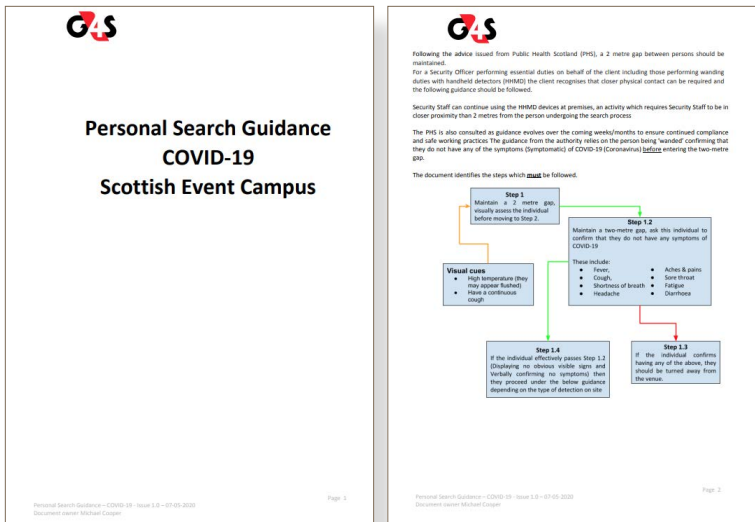 G4S
Personal Search Guidance
COVID-19
Scottish Event Campus
Page 1
Personal Search Guidance – COVID-19 - Issue 1.0 – 07-05-2020
Document owner Michael Cooper
G4S
Following the advice issued from Public Health Scotland (PHS), a 2 metre gap between persons should be
maintained.
For a Security Officer performing essential duties on behalf of the client including those performing wanding
duties with handheld detectors (HHMD) the client recognises that closer physical contact can be required and
the following guidance should be followed.
Security Staff can continue using the HHMD devices at premises, an activity which requires Security Staff to be in
closer proximity than 2 metres from the person undergoing the search process
The PHS is also consulted as guidance evolves over the coming weeks/months to ensure continued compliance
and safe working practices The guidance from the authority relies on the person being 'wanded' confirming that
they do not have any of the symptoms (Symptomatic) of COVID-19 (Coronavirus) before entering the two-metre
gap.
The document identifies the steps which must be followed.
Step 1
Maintain a 2 metre gap,
visually assess the individual
before moving to Step 2.
Step 1.2
Maintain a two-metre gap, ask this individual to
confirm that they do not have any symptoms of
COVID-19
These include:
• Fever,
• Cough,
• Shortness of breath
• Headache
• Aches & pains
• Sore throat
• Fatigue
• Diarrhoea
Visual cues
• High temperature (they
may appear flushed)
• Have a continuous
cough
Step 1.4
If the individual effectively passes Step 1.2
(Displaying no obvious visible signs and
Verbally confirming no symptoms) then
they proceed under the below guidance
depending on the type of detection on site
Step 1.3
If the individual confirms
having any of the above, they
should be turned away from
the venue.
Page 2
Personal Search Guidance – COVID-19 - Issue 1.0 – 07-05-2020
Document owner Michael Cooper